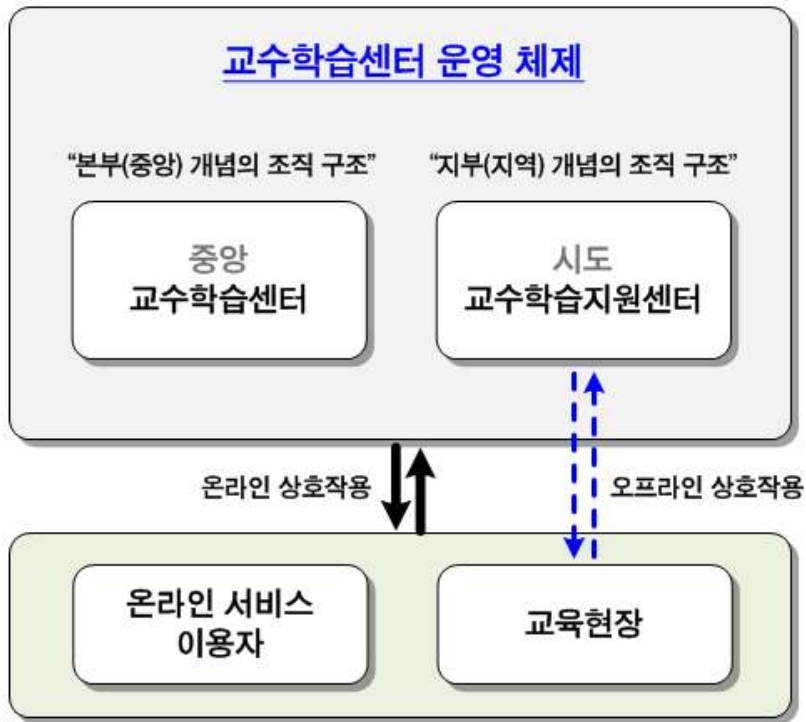 교수학습센터 운영 체제
“본부(중앙) 개념의 조직 구조”
“지부(지역) 개념의 조직 구조”
중앙
교수학습센터
시도
교수학습지원센터
온라인 상호작용
오프라인 상호작용
온라인 서비스
이용자
교육현장